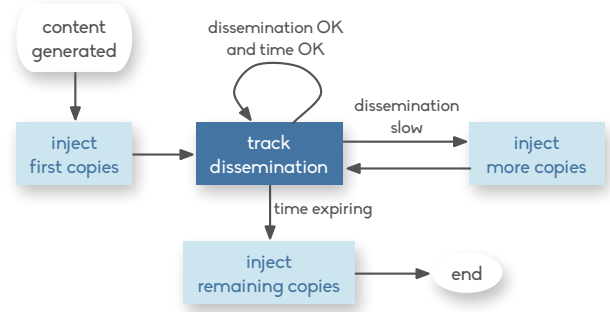 content
generated
dissemination OK
and time OK
dissemination
slow
inject
first copies
track
dissemination
inject
more copies
time expiring
inject
remaining copies
end